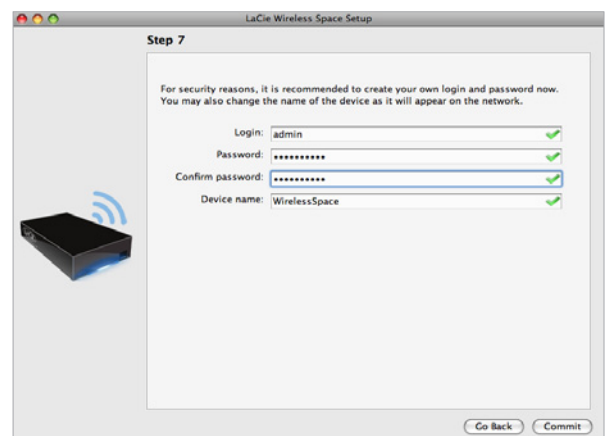 LaCie Wireless Space Setup
Step 7
For security reasons, it is recommended to create your own login and password now.
You may also change the name of the device as it will appear on the network.
Login: admin
Password: ••••••••••
Confirm password: ••••••••••
Device name: WirelessSpace
Go Back Commit